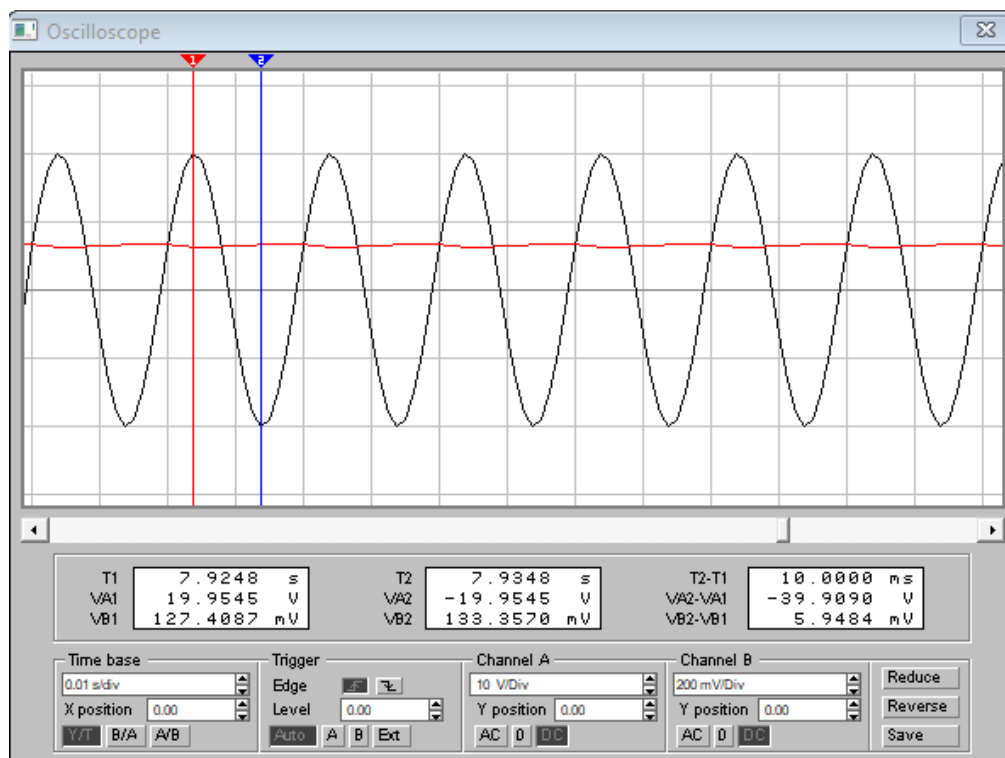 Oscilloscope
1 2
T1 7.9248 s T2 7.9348 s T2-T1 10.0000 ms
VA1 19.9545 V VA2 -19.9545 V VA2-VA1 -39.9090 V
VB1 127.4087 mV VB2 133.3570 mV VB2-VB1 5.9484 mV
Time base Trigger Channel A Channel B
0.01 s/div Edge 10 V/Div 200 mV/Div Reduce
X position 0.00 Level 0.00 Y position 0.00 Y position 0.00 Reverse
Y/T B/A A/B Auto A B Ext AC 0 DC AC 0 DC Save